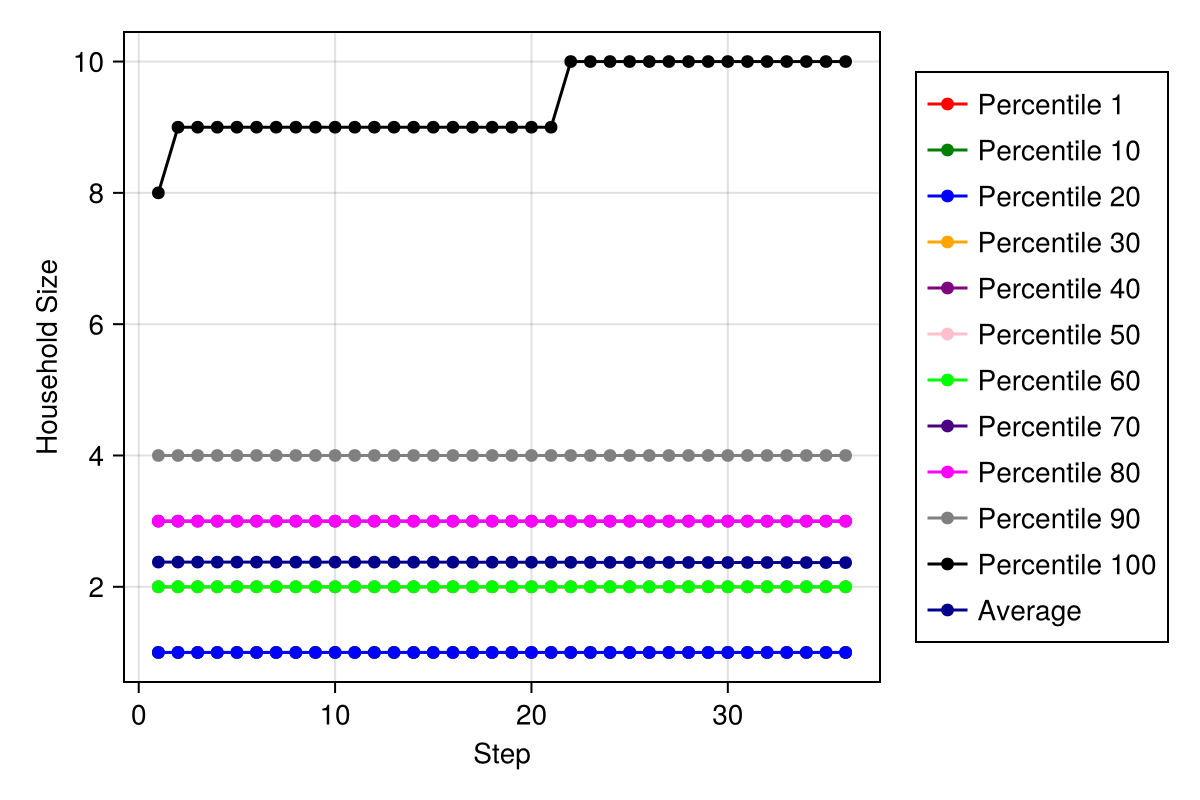 10
8
6
4
2
Household Size
0 10 20 30
Step
Percentile 1
Percentile 10
Percentile 20
Percentile 30
Percentile 40
Percentile 50
Percentile 60
Percentile 70
Percentile 80
Percentile 90
Percentile 100
Average